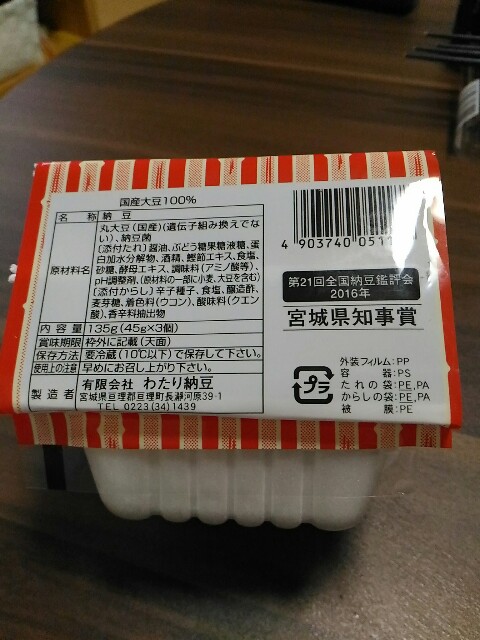 国産大豆100%
名称 納豆
原材料名 丸大豆(国産)(遺伝子組み換えでな
い)、納豆菌
(添付たれ)醤油、ぶどう糖果糖液糖、蛋
白加水分解物、酒精、鰹節エキス、食塩、
砂糖、酵母エキス、調味料(アミノ酸等)、
pH調整剤、(原材料の一部に小麦、大豆を含む)
(添付からし)辛子種子、食塩、醸造酢、
麦芽糖、着色料(ウコン)、酸味料(クエン
酸)、香辛料抽出物
内容量 135g(45g×3個)
賞味期限 枠外に記載(天面)
保存方法 要冷蔵(10℃以下)で保存して下さい。
使用上の注意 早めにお召し上がり下さい。
製造者 有限会社 わたり納豆
宮城県亘理郡亘理町長瀞河原39-1
TEL 0223(34)1439
4 903740 051
第21回全国納豆鑑評会
2016年
宮城県知事賞
プラ
外装フィルム:PP
容器:PS
たれの袋:PE,PA
からしの袋:PE,PA
被膜:PE